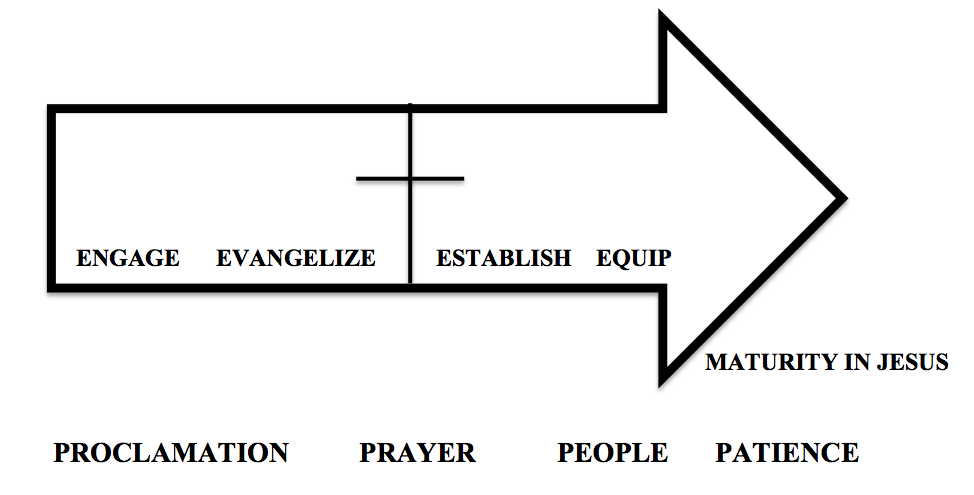 ENGAGE EVANGELIZE ESTABLISH EQUIP
MATURITY IN JESUS
PROCLAMATION PRAYER PEOPLE PATIENCE